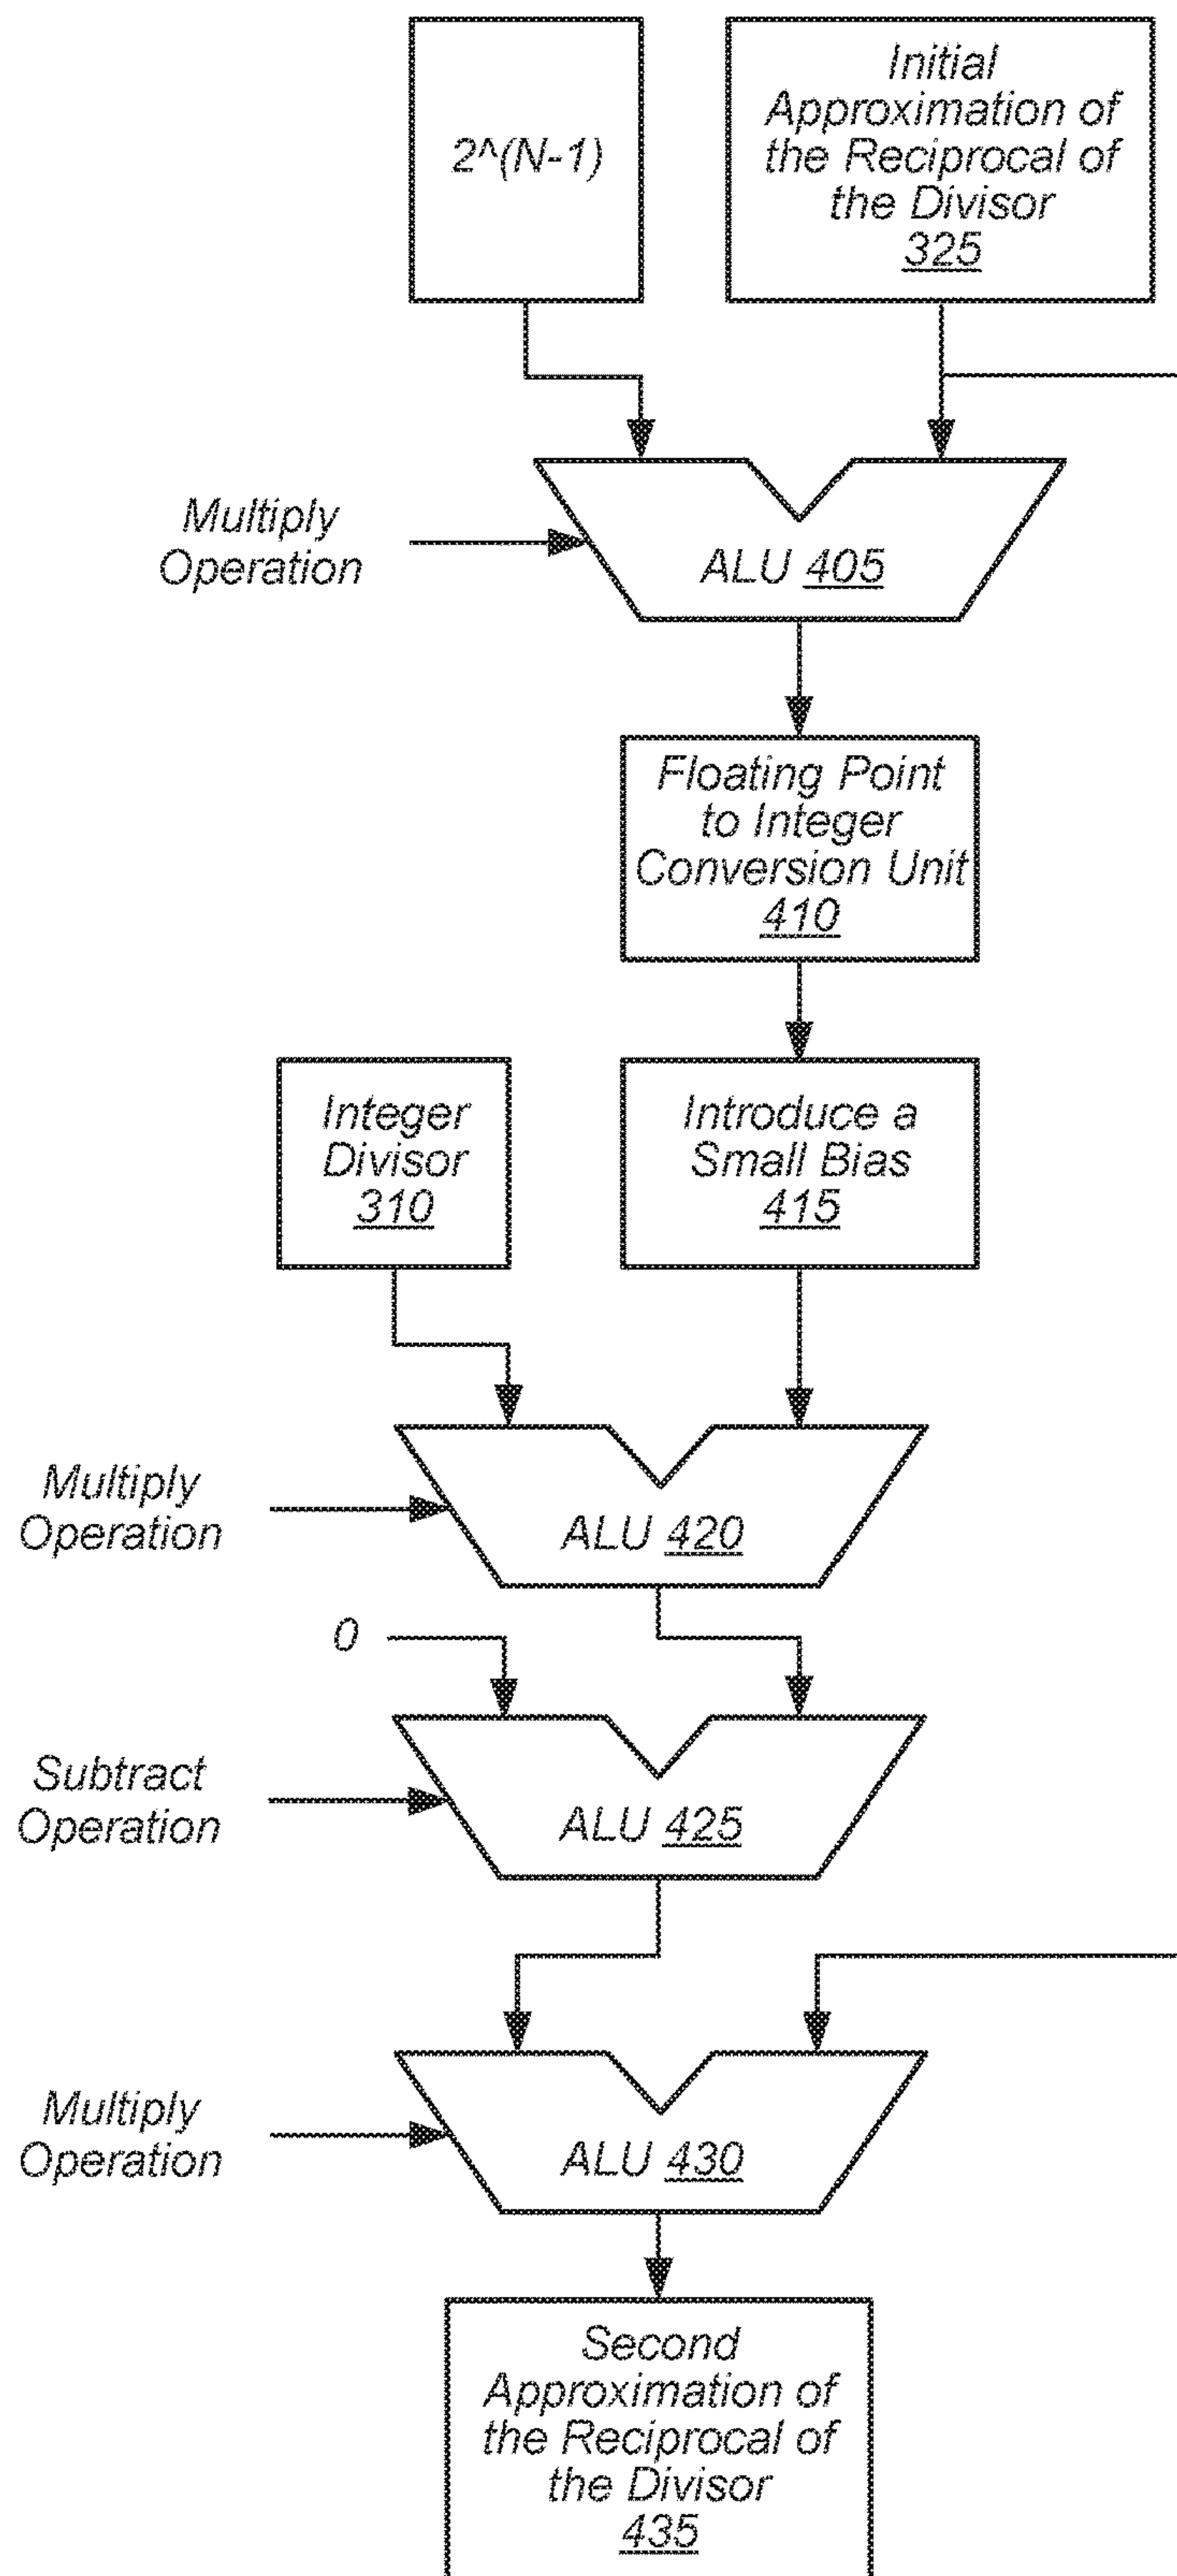 2^(N-1)
Initial
Approximation of
the Reciprocal of
the Divisor
325
Multiply
Operation
ALU 405
Floating Point
to Integer
Conversion Unit
410
Integer
Divisor
310
Introduce a
Small Bias
415
Multiply
Operation
ALU 420
0
Subtract
Operation
ALU 425
Multiply
Operation
ALU 430
Second
Approximation of
the Reciprocal of
the Divisor
435